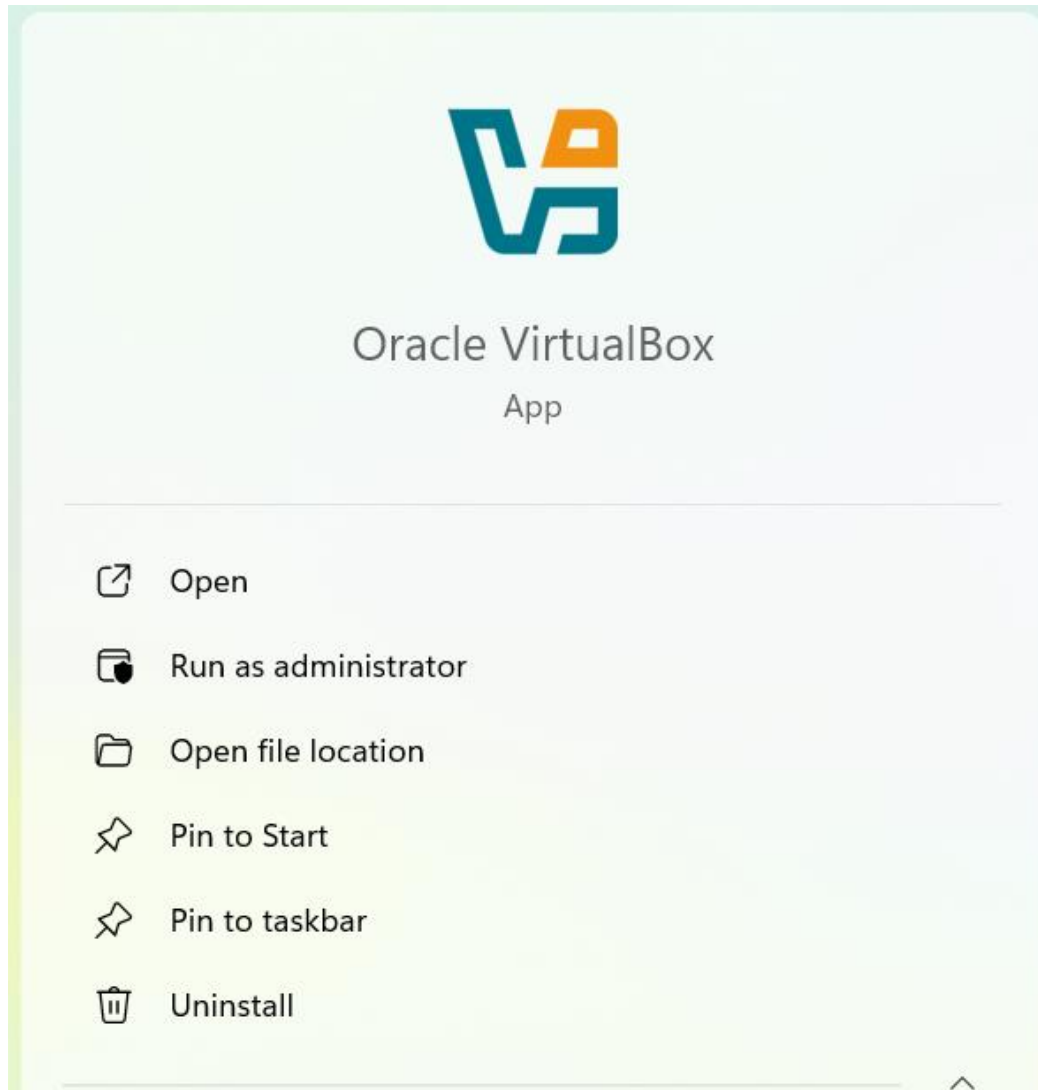 Oracle VirtualBox
App
Open
Run as administrator
Open file location
Pin to Start
Pin to taskbar
Uninstall